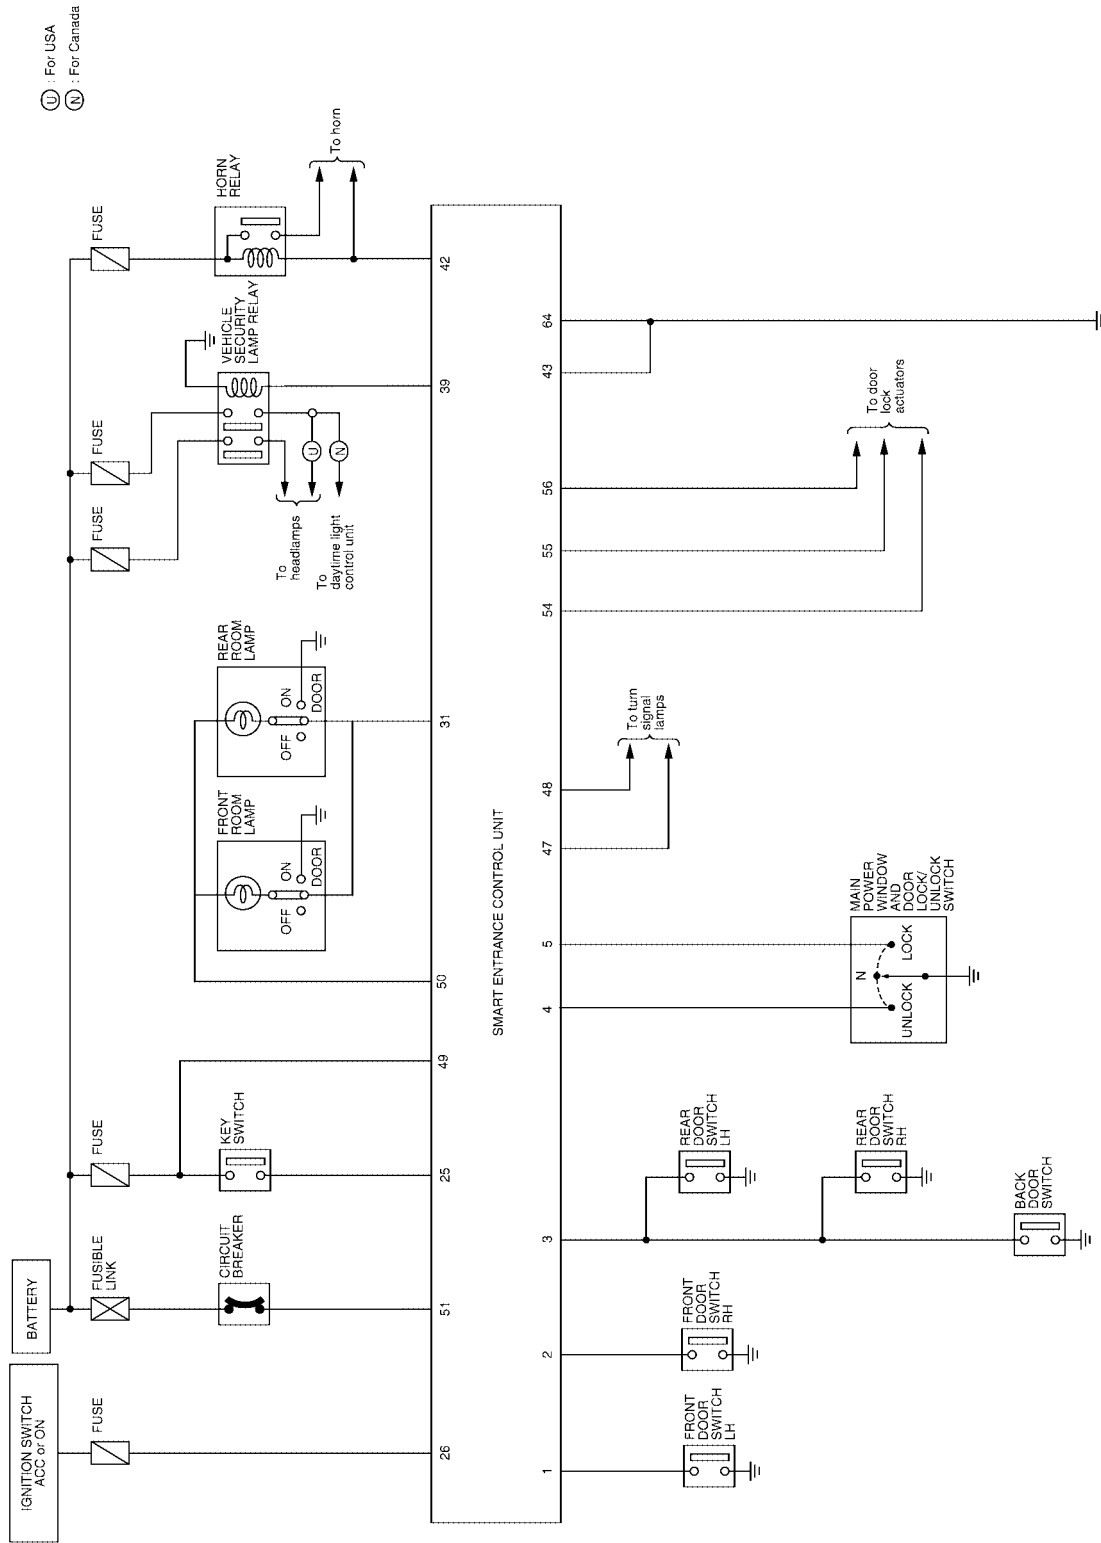 IGNITION SWITCH
ACC or ON
BATTERY
U : For USA
N : For Canada
FUSE
FUSIBLE
LINK
FUSE
FUSE
FUSE
FUSE
CIRCUIT
BREAKER
KEY
SWITCH
FRONT
ROOM
LAMP
OFF
ON
DOOR
REAR
ROOM
LAMP
OFF
ON
DOOR
VEHICLE
SECURITY
LAMP RELAY
HORN
RELAY
U
N
To
headlamps
To
daytime light
control unit
To horn
26
51
25
49
50
31
39
42
SMART ENTRANCE CONTROL UNIT
1
2
3
4
5
47
48
54
55
56
43
64
FRONT
DOOR
SWITCH
LH
FRONT
DOOR
SWITCH
RH
REAR
DOOR
SWITCH
LH
REAR
DOOR
SWITCH
RH
BACK
DOOR
SWITCH
MAIN
POWER
WINDOW
AND
DOOR
LOCK/
UNLOCK
SWITCH
UNLOCK
N
LOCK
To turn
signal
lamps
To door
lock
actuators